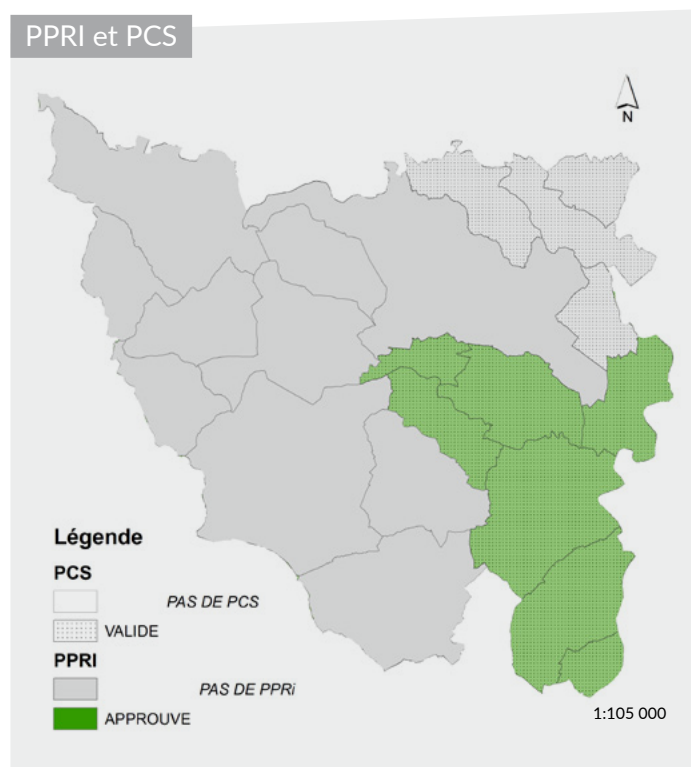 PPRI et PCS
N
Légende
PCS
PAS DE PCS
VALIDE
PPRI
PAS DE PPRi
APPROUVE
1:105 000